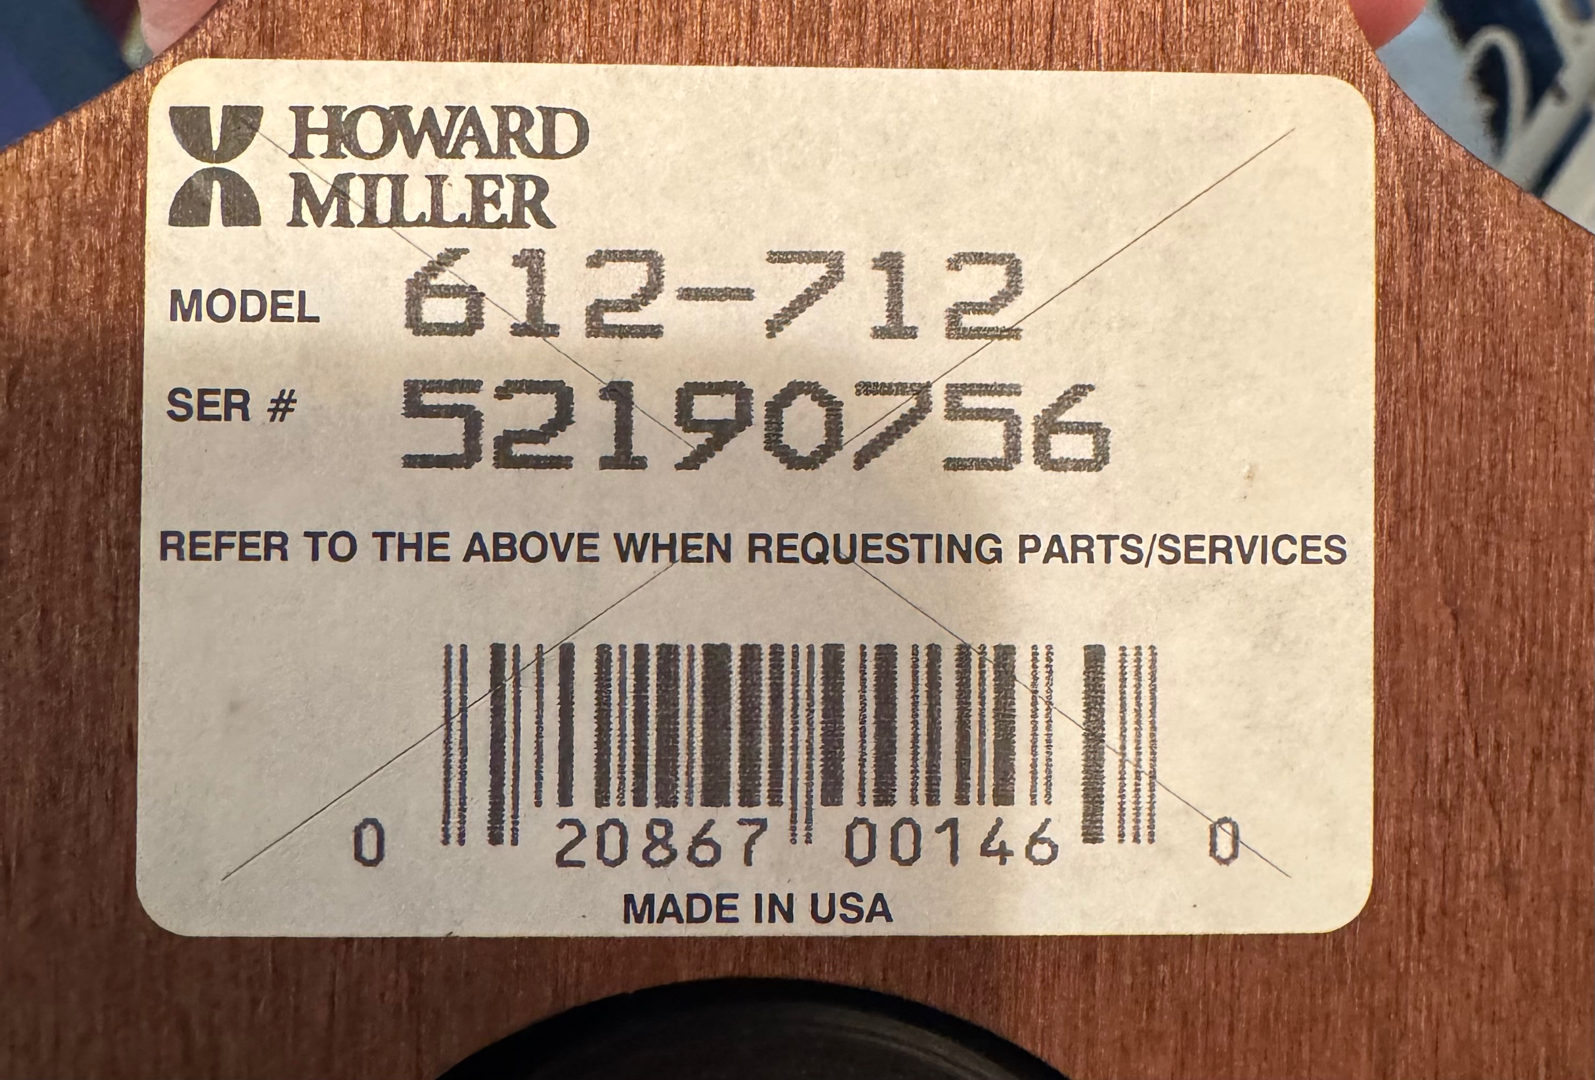 HOWARD
MILLER
MODEL 612-712
SER # 52190756
REFER TO THE ABOVE WHEN REQUESTING PARTS/SERVICES
0 20867 00146 0
MADE IN USA